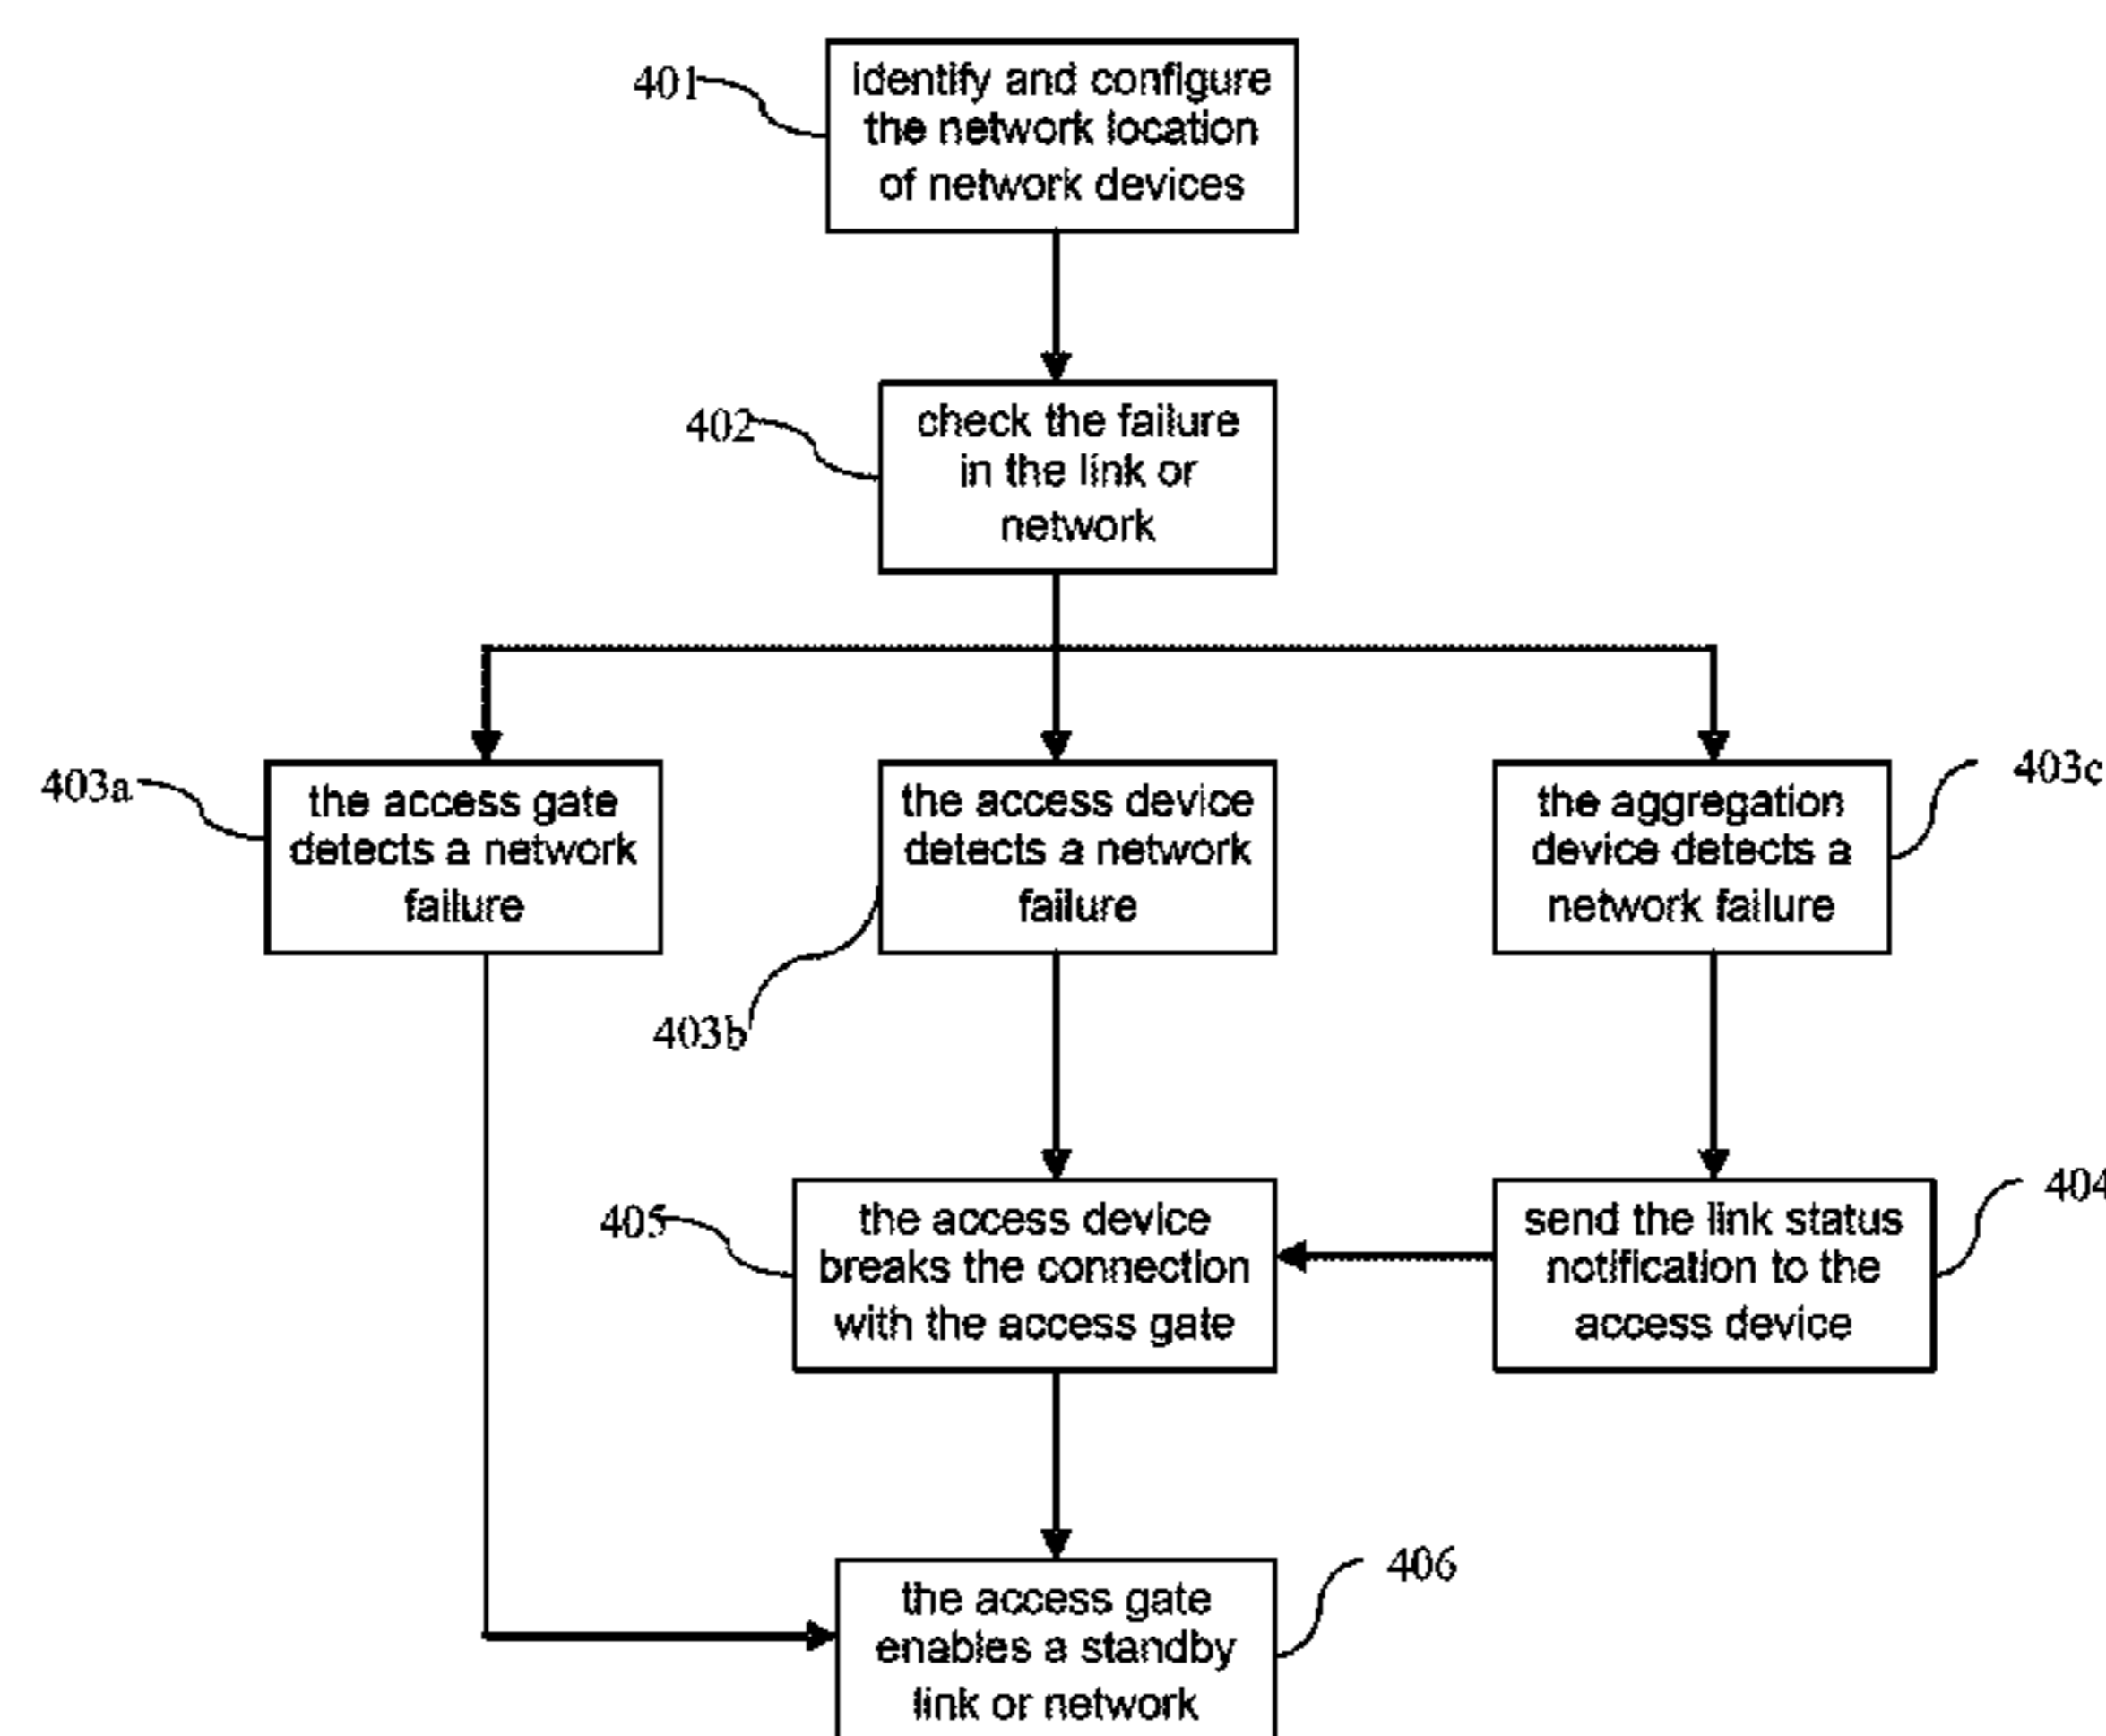 401
identify and configure
the network location
of network devices
402
check the failure
in the link or
network
403a
the access gate
detects a network
failure
403b
the access device
detects a network
failure
403c
the aggregation
device detects a
network failure
405
the access device
breaks the connection
with the access gate
404
send the link status
notification to the
access device
406
the access gate
enables a standby
link or network